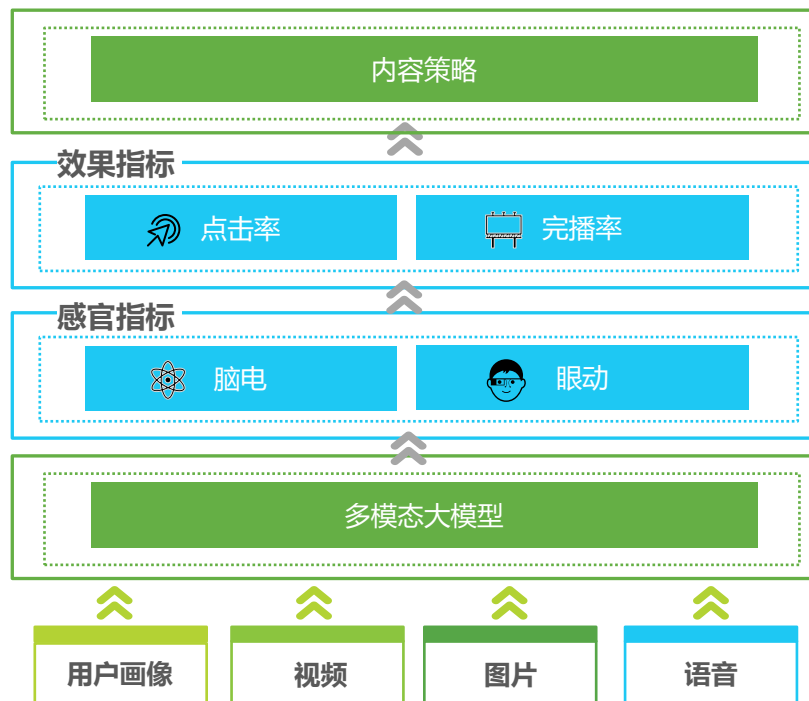 内容策略
效果指标
点击率
完播率
感官指标
脑电
眼动
多模态大模型
用户画像
视频
图片
语音